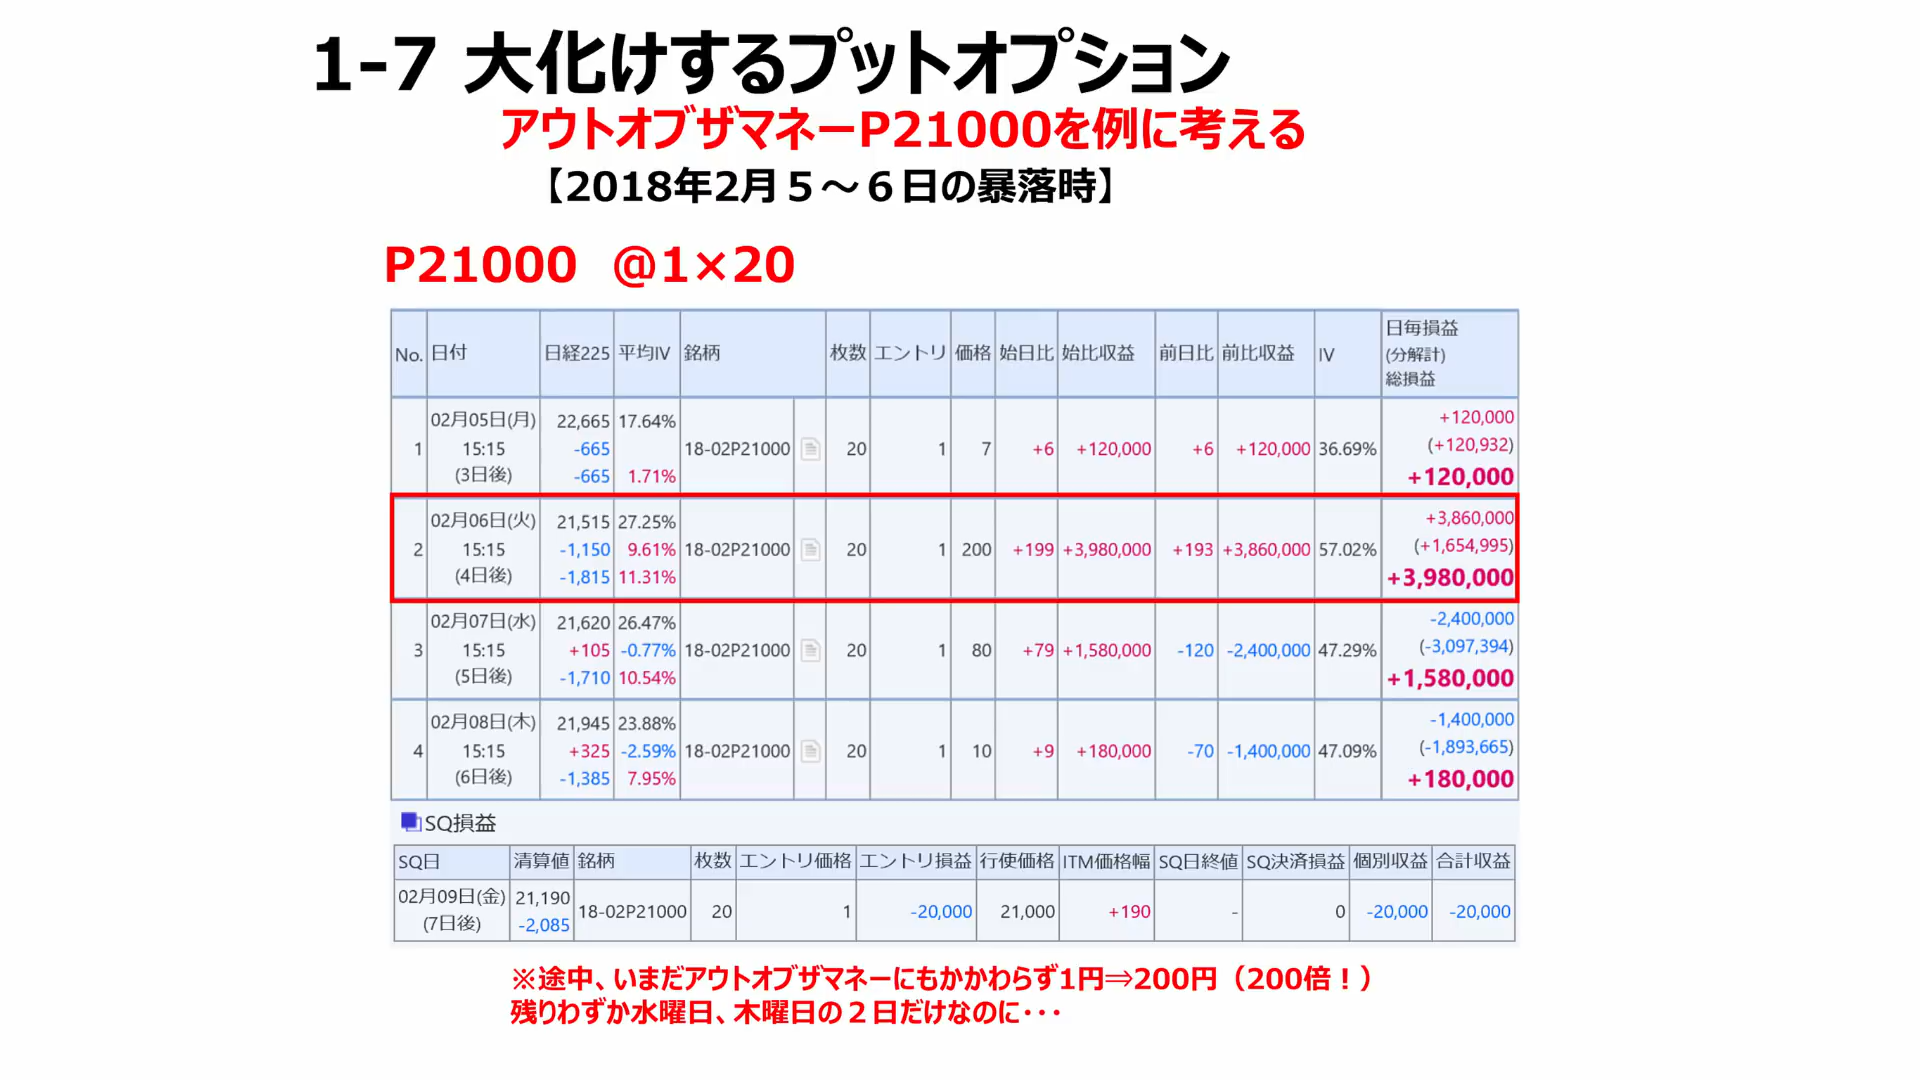 1-7 大化けするプットオプション
アウトオブザマネーP21000を例に考える
【2018年2月５～６日の暴落時】
P21000 @1×20
No. 日付 日経225 平均IV 銘柄 枚数 エントリ 価格 始日比 始比収益 前日比 前比収益 IV 日毎損益
(分解計)
総損益
02月05日(月) 22,665 17.64% +120,000
1 15:15 -665 18-02P21000 20 1 7 +6 +120,000 +6 +120,000 36.69% (+120,932)
(3日後) -665 1.71% +120,000
02月06日(火) 21,515 27.25% +3,860,000
2 15:15 -1,150 9.61% 18-02P21000 20 1 200 +199 +3,980,000 +193 +3,860,000 57.02% (+1,654,995)
(4日後) -1,815 11.31% +3,980,000
02月07日(水) 21,620 26.47% -2,400,000
3 15:15 +105 -0.77% 18-02P21000 20 1 80 +79 +1,580,000 -120 -2,400,000 47.29% (-3,097,394)
(5日後) -1,710 10.54% +1,580,000
02月08日(木) 21,945 23.88% -1,400,000
4 15:15 +325 -2.59% 18-02P21000 20 1 10 +9 +180,000 -70 -1,400,000 47.09% (-1,893,665)
(6日後) -1,385 7.95% +180,000
SQ損益
SQ日 清算値 銘柄 枚数 エントリ価格 エントリ損益 行使価格 ITM価格幅 SQ日終値 SQ決済損益 個別収益 合計収益
02月09日(金) 21,190 18-02P21000 20 1 -20,000 21,000 +190 - 0 -20,000 -20,000
(7日後) -2,085
※途中、いまだアウトオブザマネーにもかかわらず1円⇒200円（200倍！）
残りわずか水曜日、木曜日の２日だけなのに･･･